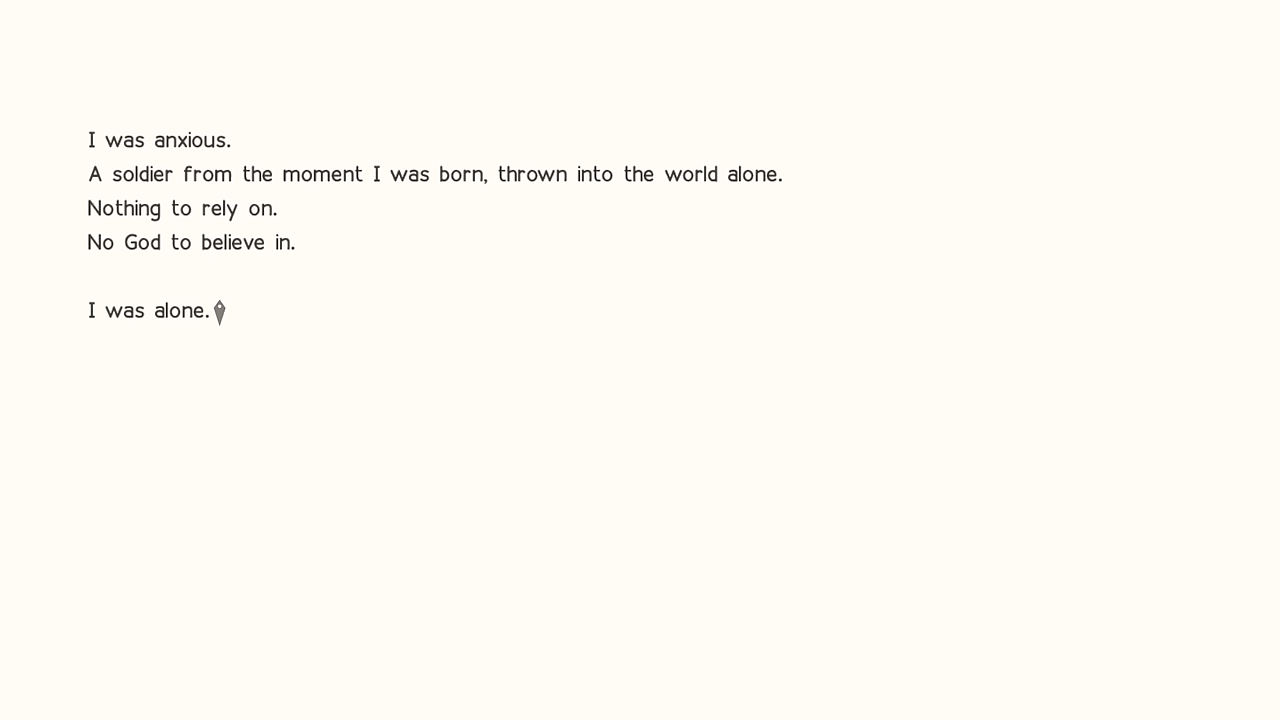 I was anxious.
A soldier from the moment I was born, thrown into the world alone.
Nothing to rely on.
No God to believe in.
I was alone.